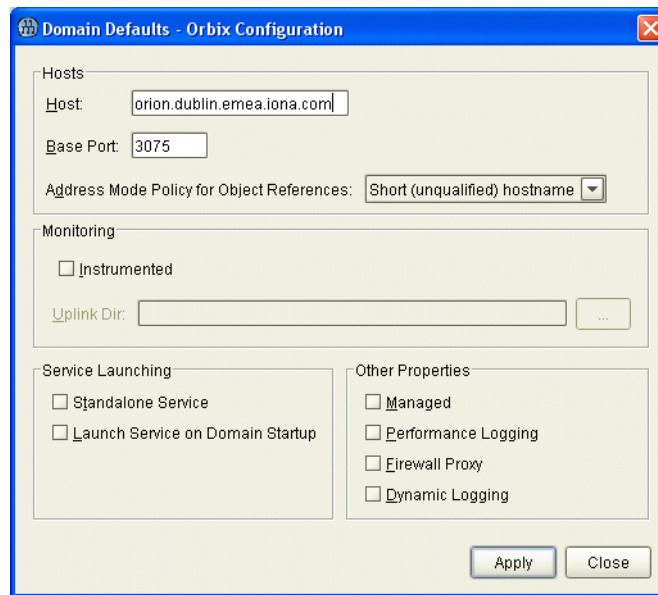 Domain Defaults - Orbix Configuration
Hosts
Host: orion.dublin.emea.iona.com
Base Port: 3075
Address Mode Policy for Object References: Short (unqualified) hostname
Monitoring
Instrumented
Uplink Dir: ...
Service Launching
Standalone Service
Launch Service on Domain Startup
Other Properties
Managed
Performance Logging
Firewall Proxy
Dynamic Logging
Apply Close